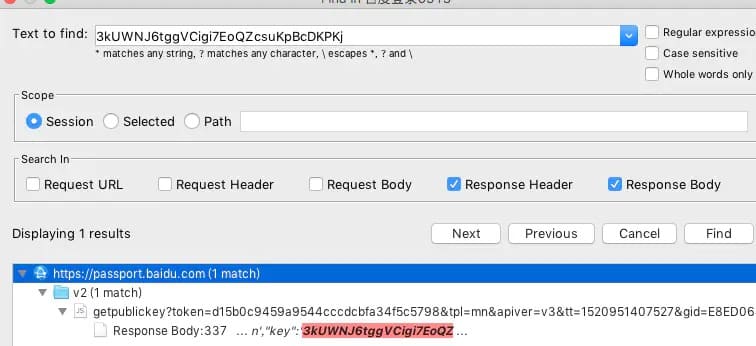 Text to find: 3kUWNJ6tggVCigi7EoQZcsuKpBcDKPKj
Regular expressio
* matches any string, ? matches any character, \ escapes *, ? and \
Case sensitive
Whole words only
Scope
Session Selected Path
Search In
Request URL Request Header Request Body Response Header Response Body
Displaying 1 results
Next Previous Cancel Find
https://passport.baidu.com (1 match)
v2 (1 match)
JS getpublickey?token=d15b0c9459a9544cccdcbfa34f5c5798&tpl=mn&apiver=v3&tt=1520951407527&gid=E8ED06
Response Body:337 ... n',"key":'3kUWNJ6tggVCigi7EoQZ ...